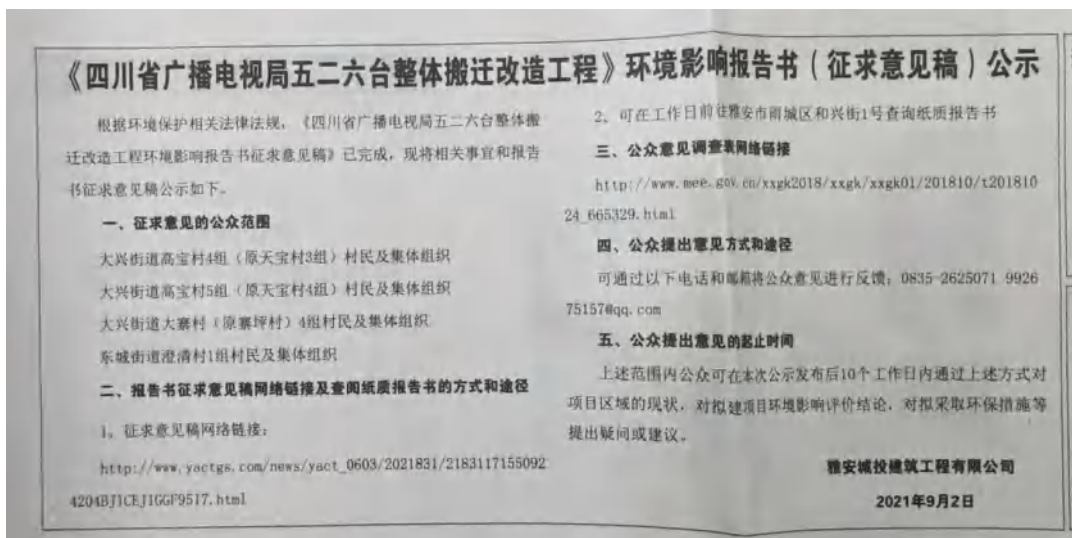 《四川省广播电视局五二六台整体搬迁改造工程》环境影响报告书（征求意见稿）公示
根据环境保护相关法律法规，《四川省广播电视局五二六台整体搬
迁改造工程环境影响报告书征求意见稿》已完成，现将相关事宜和报告
书征求意见稿公示如下。
一、征求意见的公众范围
大兴街道高宝村4组（原天宝村3组）村民及集体组织
大兴街道高宝村5组（原天宝村4组）村民及集体组织
大兴街道大寨村（原寨坪村）4组村民及集体组织
东城街道澄清村1组村民及集体组织
二、报告书征求意见稿网络链接及查阅纸质报告书的方式和途径
1、征求意见稿网络链接：
http://www.yactgs.com/news/yact_0603/2021831/2183117155092
4204BJ1CEJ1GGF9517.html
2、可在工作日前往雅安市雨城区和兴街1号查询纸质报告书
三、公众意见调查表网络链接
http://www.mee.gov.cn/xxgk2018/xxgk/xxgk01/201810/t201810
24_665329.html
四、公众提出意见方式和途径
可通过以下电话和邮箱将公众意见进行反馈：0835-2625071 9926
75157@qq.com
五、公众提出意见的起止时间
上述范围内公众可在本次公示发布后10个工作日内通过上述方式对
项目区域的现状，对拟建项目环境影响评价结论，对拟采取环保措施等
提出疑问或建议。
雅安城投建筑工程有限公司
2021年9月2日